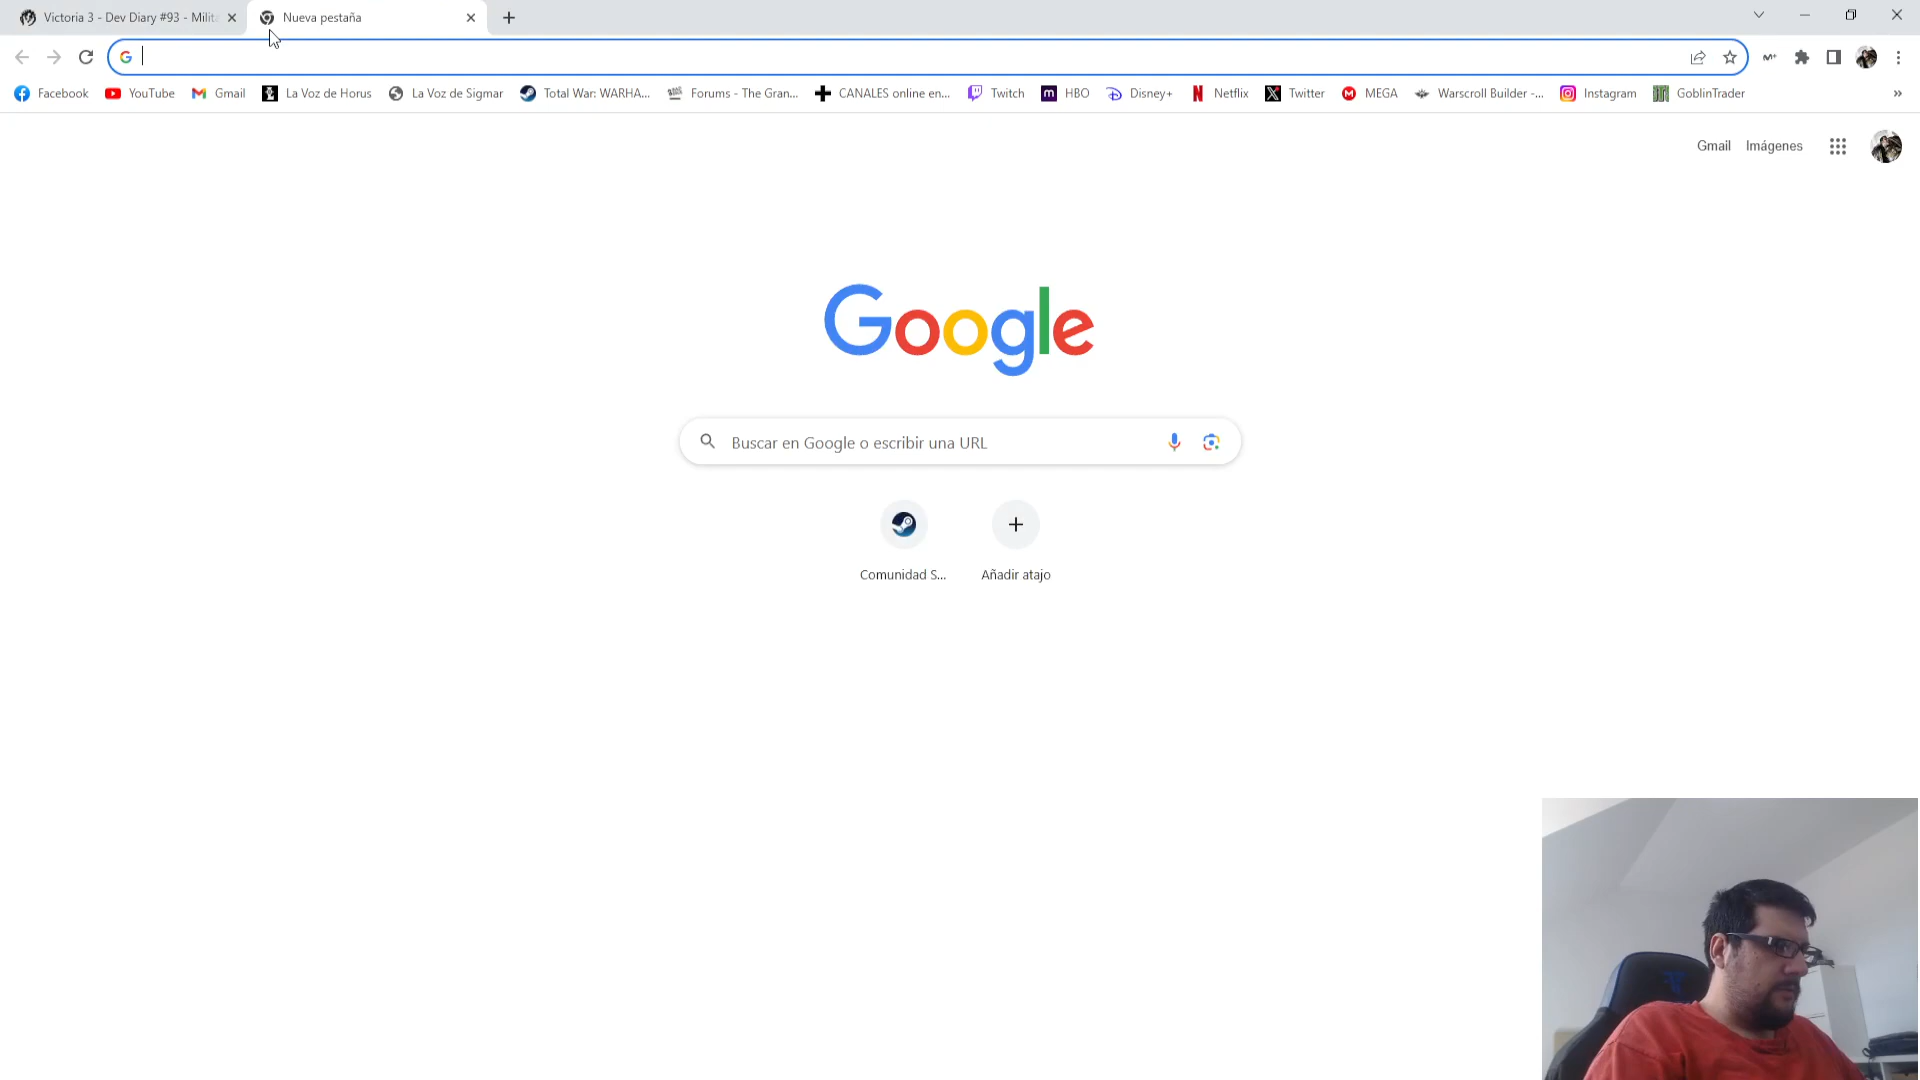 Victoria 3 - Dev Diary #93 - Milit
Nueva pestaña
Facebook YouTube Gmail La Voz de Horus La Voz de Sigmar Total War: WARHA... Forums - The Gran... CANALES online en... Twitch HBO Disney+ Netflix Twitter MEGA Warscroll Builder -... Instagram GoblinTrader
Gmail Imágenes
Google
Buscar en Google o escribir una URL
Comunidad S... Añadir atajo